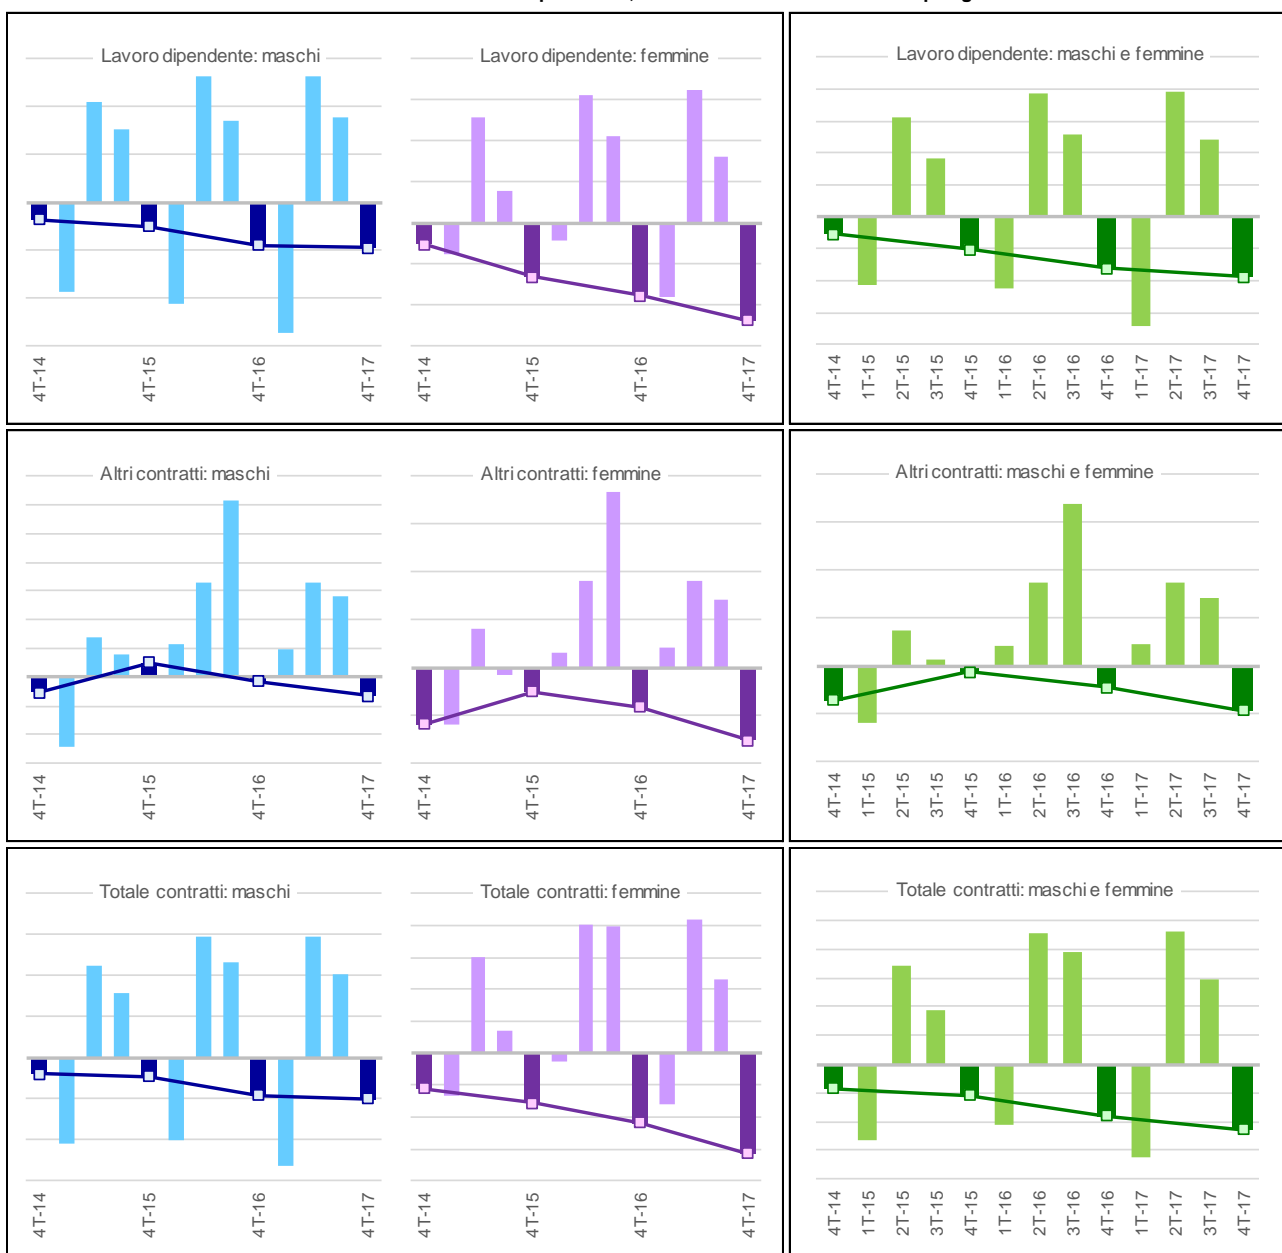 Lavoro dipendente: maschi
Lavoro dipendente: femmine
Lavoro dipendente: maschi e femmine
4T-14
4T-15
4T-16
4T-17
4T-14
4T-15
4T-16
4T-17
4T-14
1T-15
2T-15
3T-15
4T-15
1T-16
2T-16
3T-16
4T-16
1T-17
2T-17
3T-17
4T-17
Altri contratti: maschi
Altri contratti: femmine
Altri contratti: maschi e femmine
4T-14
4T-15
4T-16
4T-17
4T-14
4T-15
4T-16
4T-17
4T-14
1T-15
2T-15
3T-15
4T-15
1T-16
2T-16
3T-16
4T-16
1T-17
2T-17
3T-17
4T-17
Totale contratti: maschi
Totale contratti: femmine
Totale contratti: maschi e femmine
4T-14
4T-15
4T-16
4T-17
4T-14
4T-15
4T-16
4T-17
4T-14
1T-15
2T-15
3T-15
4T-15
1T-16
2T-16
3T-16
4T-16
1T-17
2T-17
3T-17
4T-17